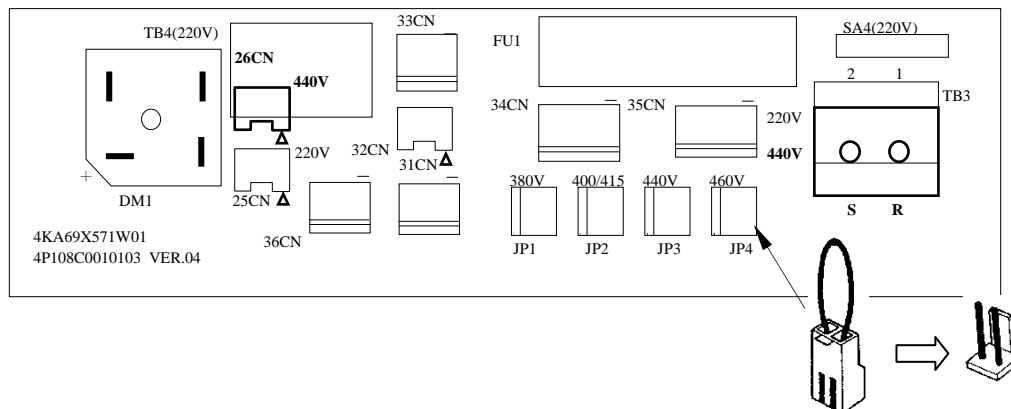 33CN
TB4(220V)
FU1
SA4(220V)
26CN
440V
2 1
TB3
34CN
35CN
220V
32CN
220V
440V
31CN
25CN
DM1
380V 400/415 440V 460V
S R
36CN
4KA69X571W01
JP1 JP2 JP3 JP4
4P108C0010103 VER.04